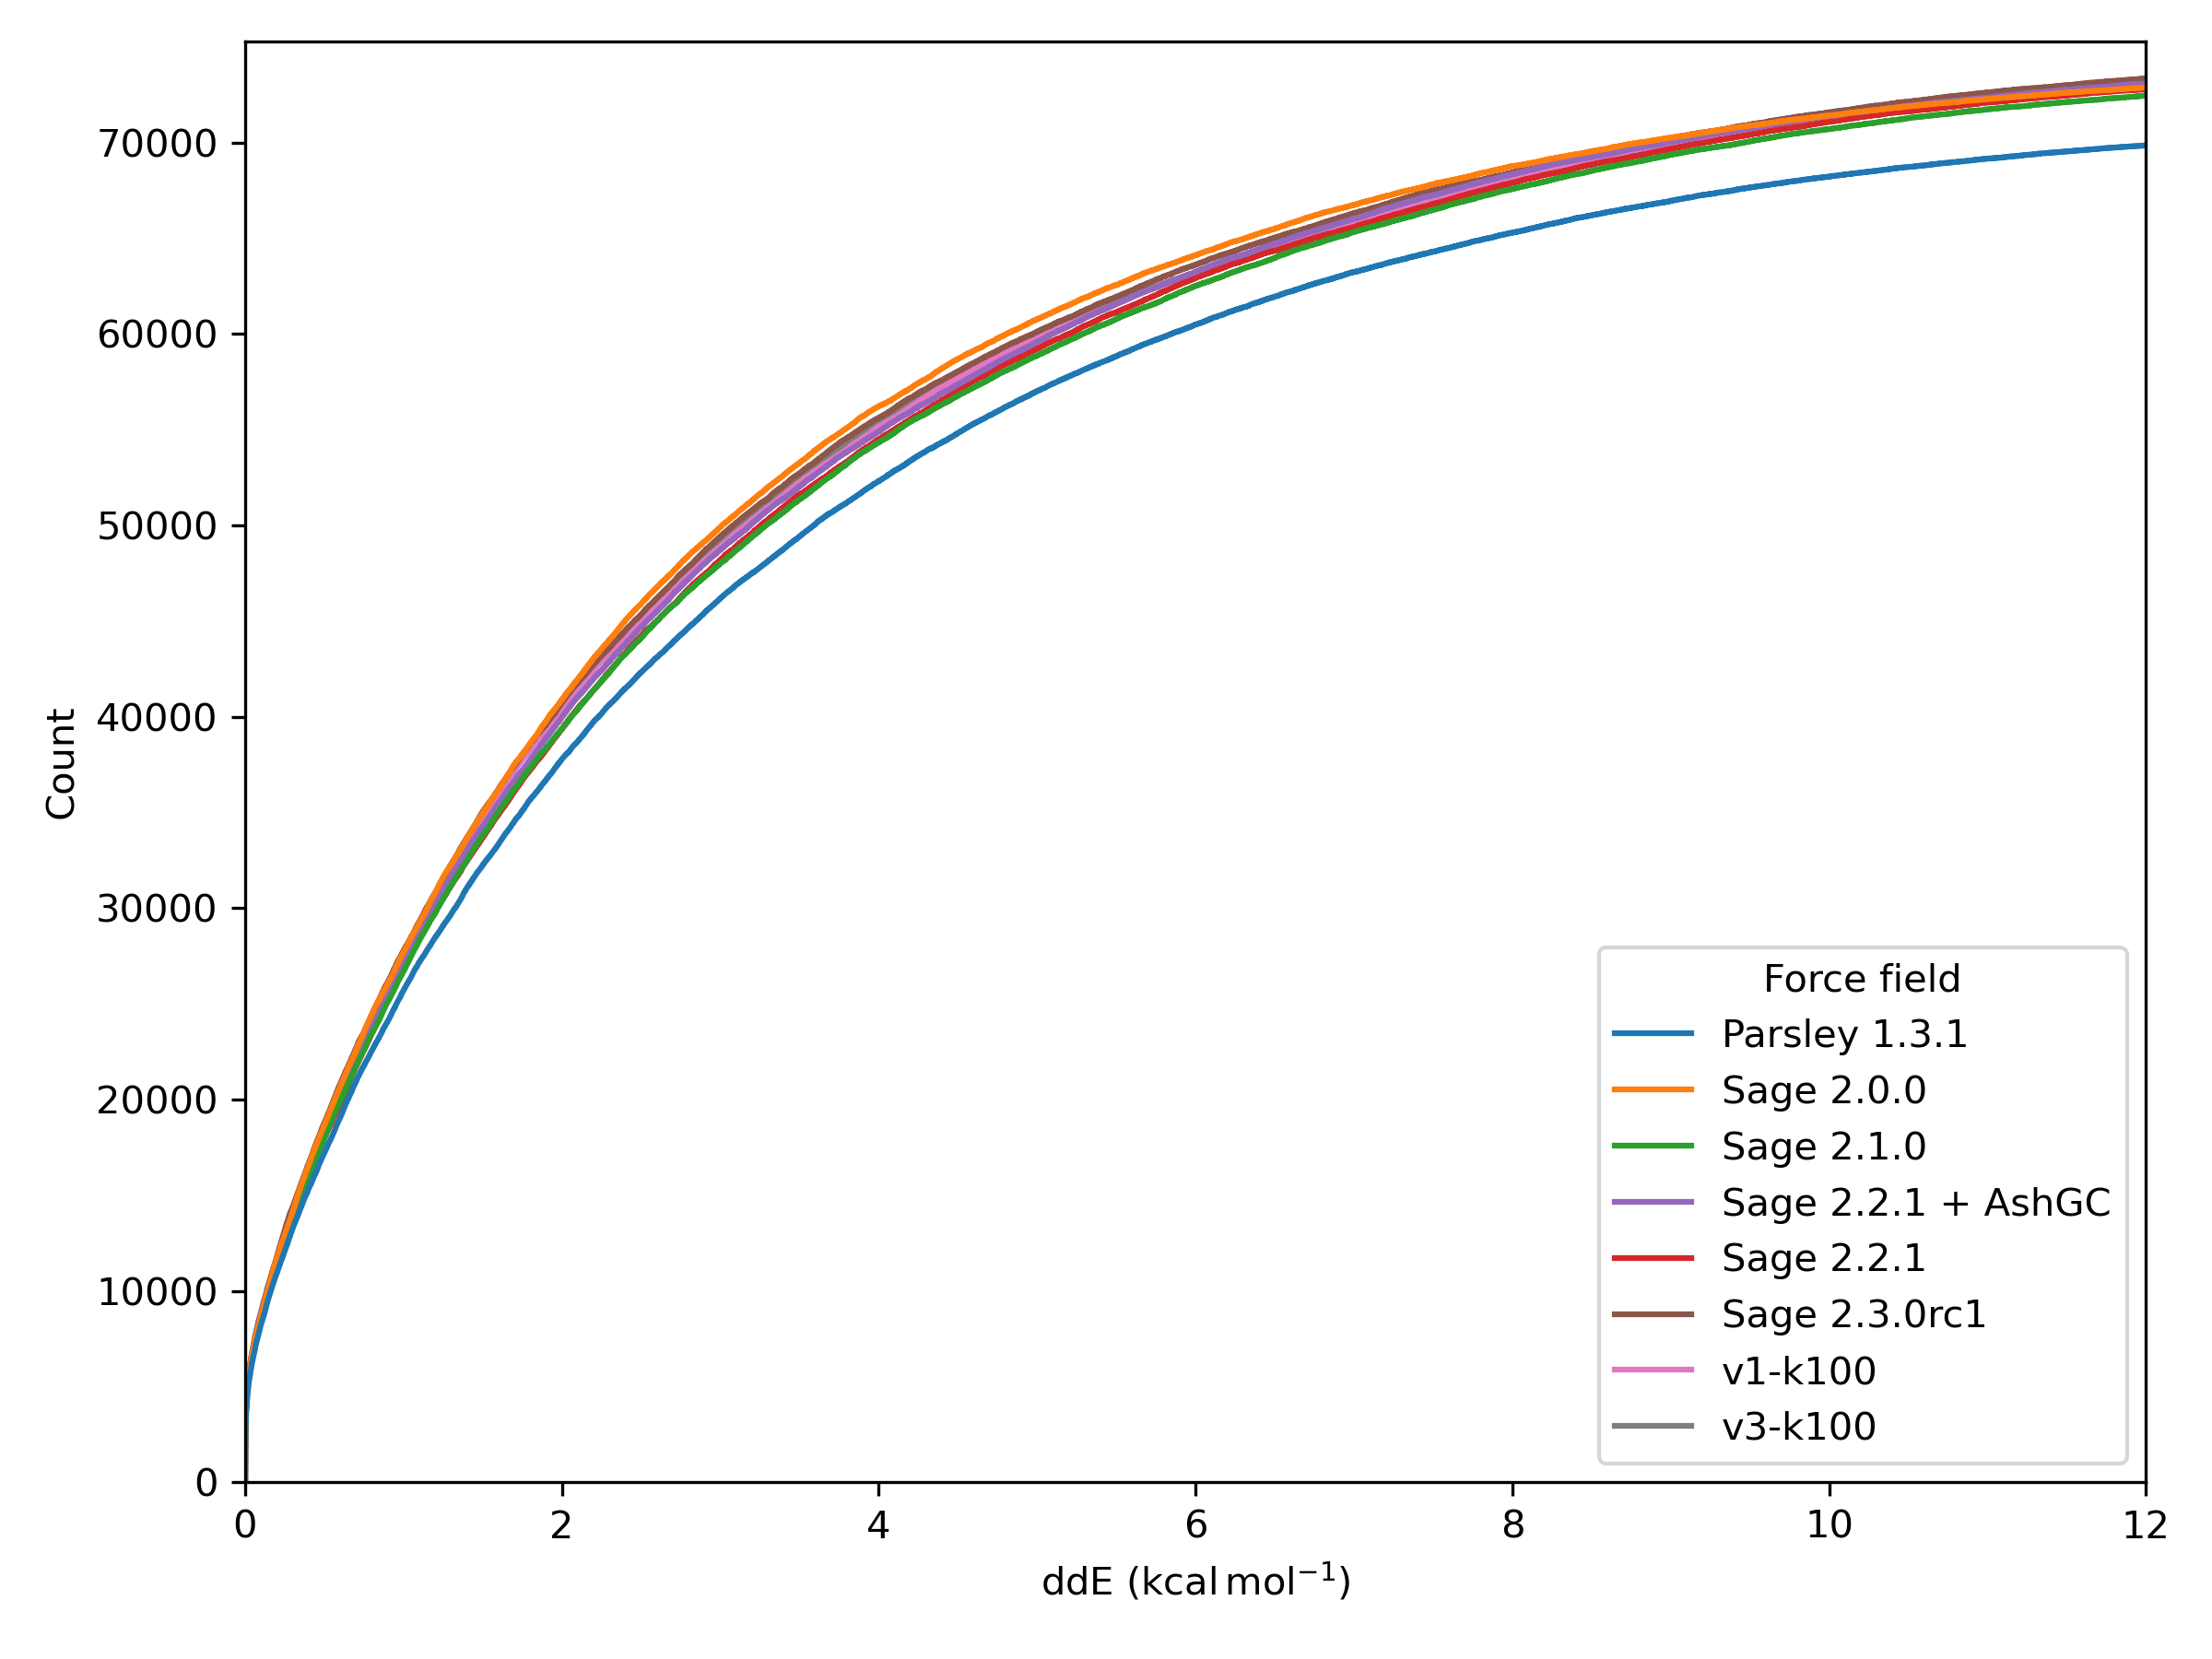 70000
60000
50000
40000
30000
20000
10000
0
Count
0 2 4 6 8 10 12
ddE (kcal mol⁻¹)
Force field
Parsley 1.3.1
Sage 2.0.0
Sage 2.1.0
Sage 2.2.1 + AshGC
Sage 2.2.1
Sage 2.3.0rc1
v1-k100
v3-k100